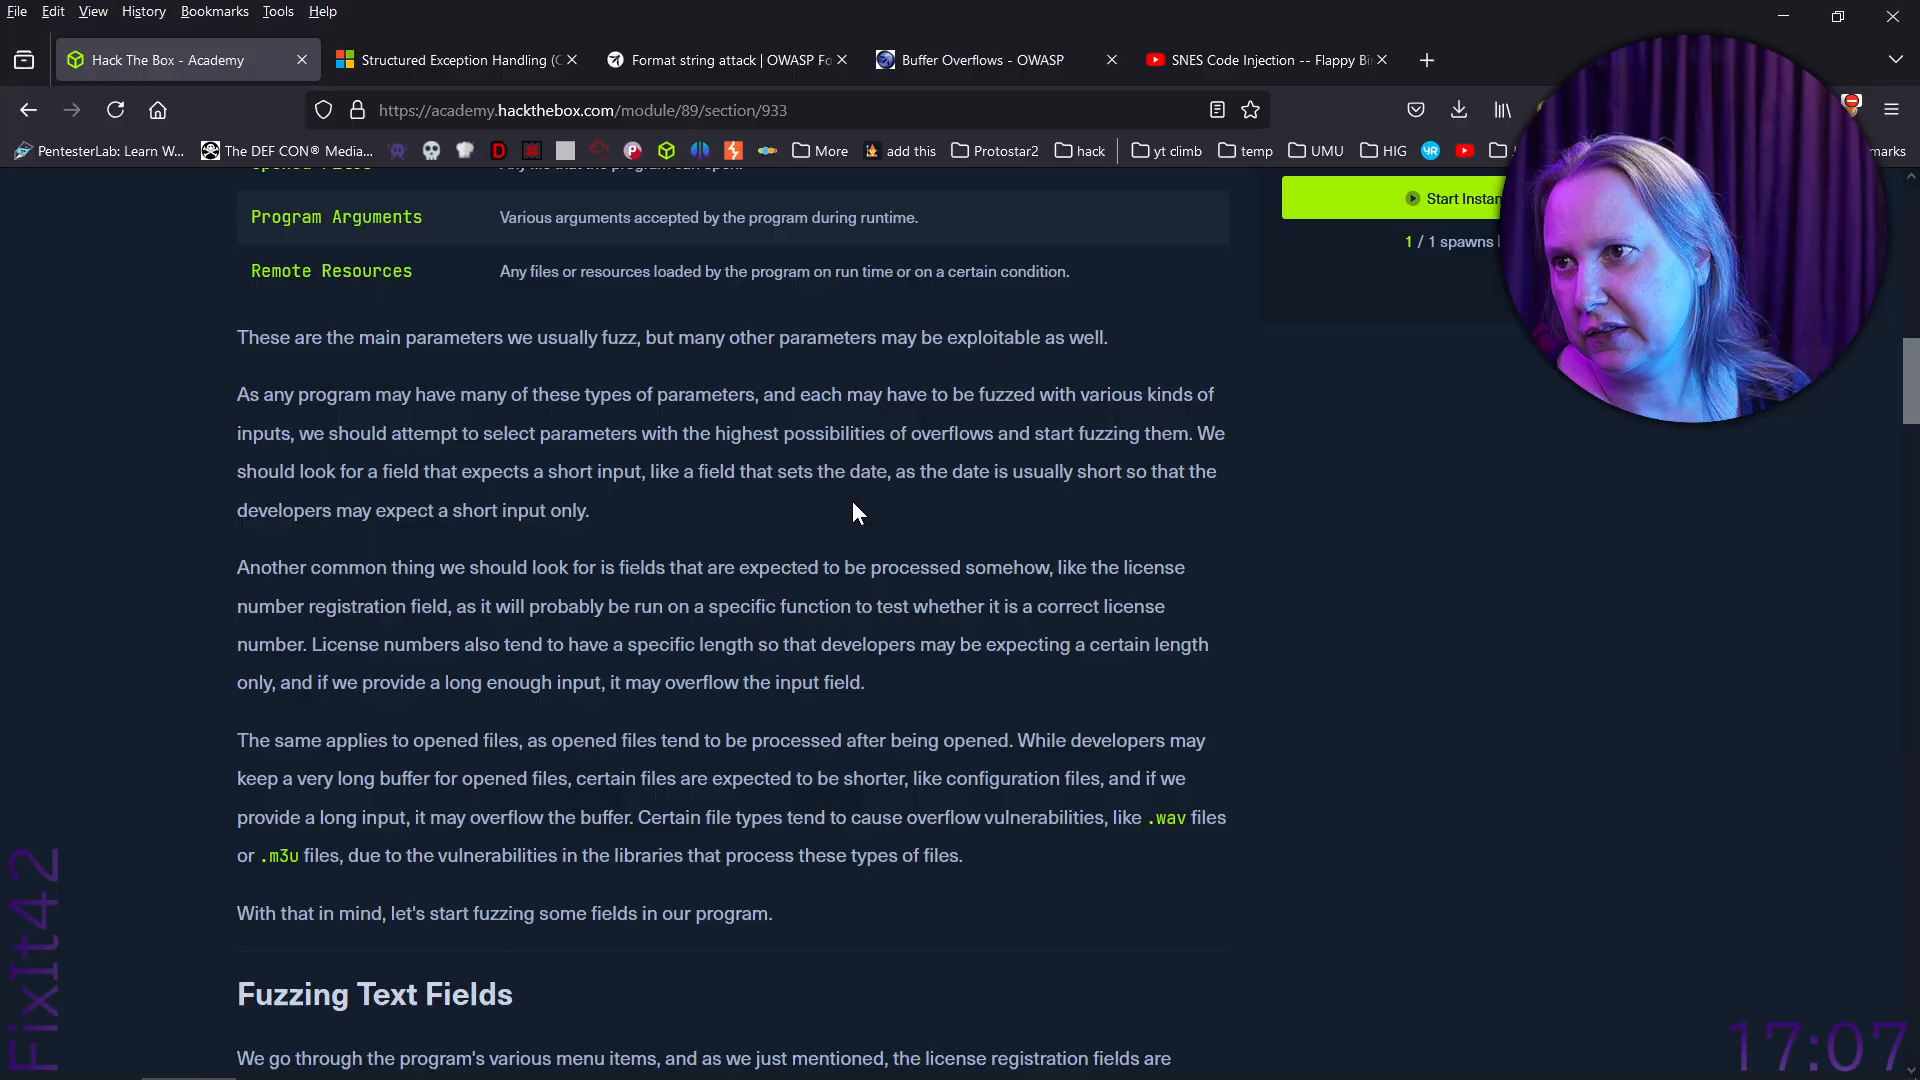 File Edit View History Bookmarks Tools Help
Hack The Box - Academy
Structured Exception Handling (C
Format string attack | OWASP Fo
Buffer Overflows - OWASP
SNES Code Injection -- Flappy Bi
https://academy.hackthebox.com/module/89/section/933
PentesterLab: Learn W... The DEF CON® Media... More add this Protostar2 hack yt climb temp UMU HIG
Program Arguments Various arguments accepted by the program during runtime.
Remote Resources Any files or resources loaded by the program on run time or on a certain condition.
Start Instan
1 / 1 spawns
These are the main parameters we usually fuzz, but many other parameters may be exploitable as well.
As any program may have many of these types of parameters, and each may have to be fuzzed with various kinds of
inputs, we should attempt to select parameters with the highest possibilities of overflows and start fuzzing them. We
should look for a field that expects a short input, like a field that sets the date, as the date is usually short so that the
developers may expect a short input only.
Another common thing we should look for is fields that are expected to be processed somehow, like the license
number registration field, as it will probably be run on a specific function to test whether it is a correct license
number. License numbers also tend to have a specific length so that developers may be expecting a certain length
only, and if we provide a long enough input, it may overflow the input field.
The same applies to opened files, as opened files tend to be processed after being opened. While developers may
keep a very long buffer for opened files, certain files are expected to be shorter, like configuration files, and if we
provide a long input, it may overflow the buffer. Certain file types tend to cause overflow vulnerabilities, like .wav files
or .m3u files, due to the vulnerabilities in the libraries that process these types of files.
With that in mind, let's start fuzzing some fields in our program.
Fuzzing Text Fields
We go through the program's various menu items, and as we just mentioned, the license registration fields are
FixIt42
17:07